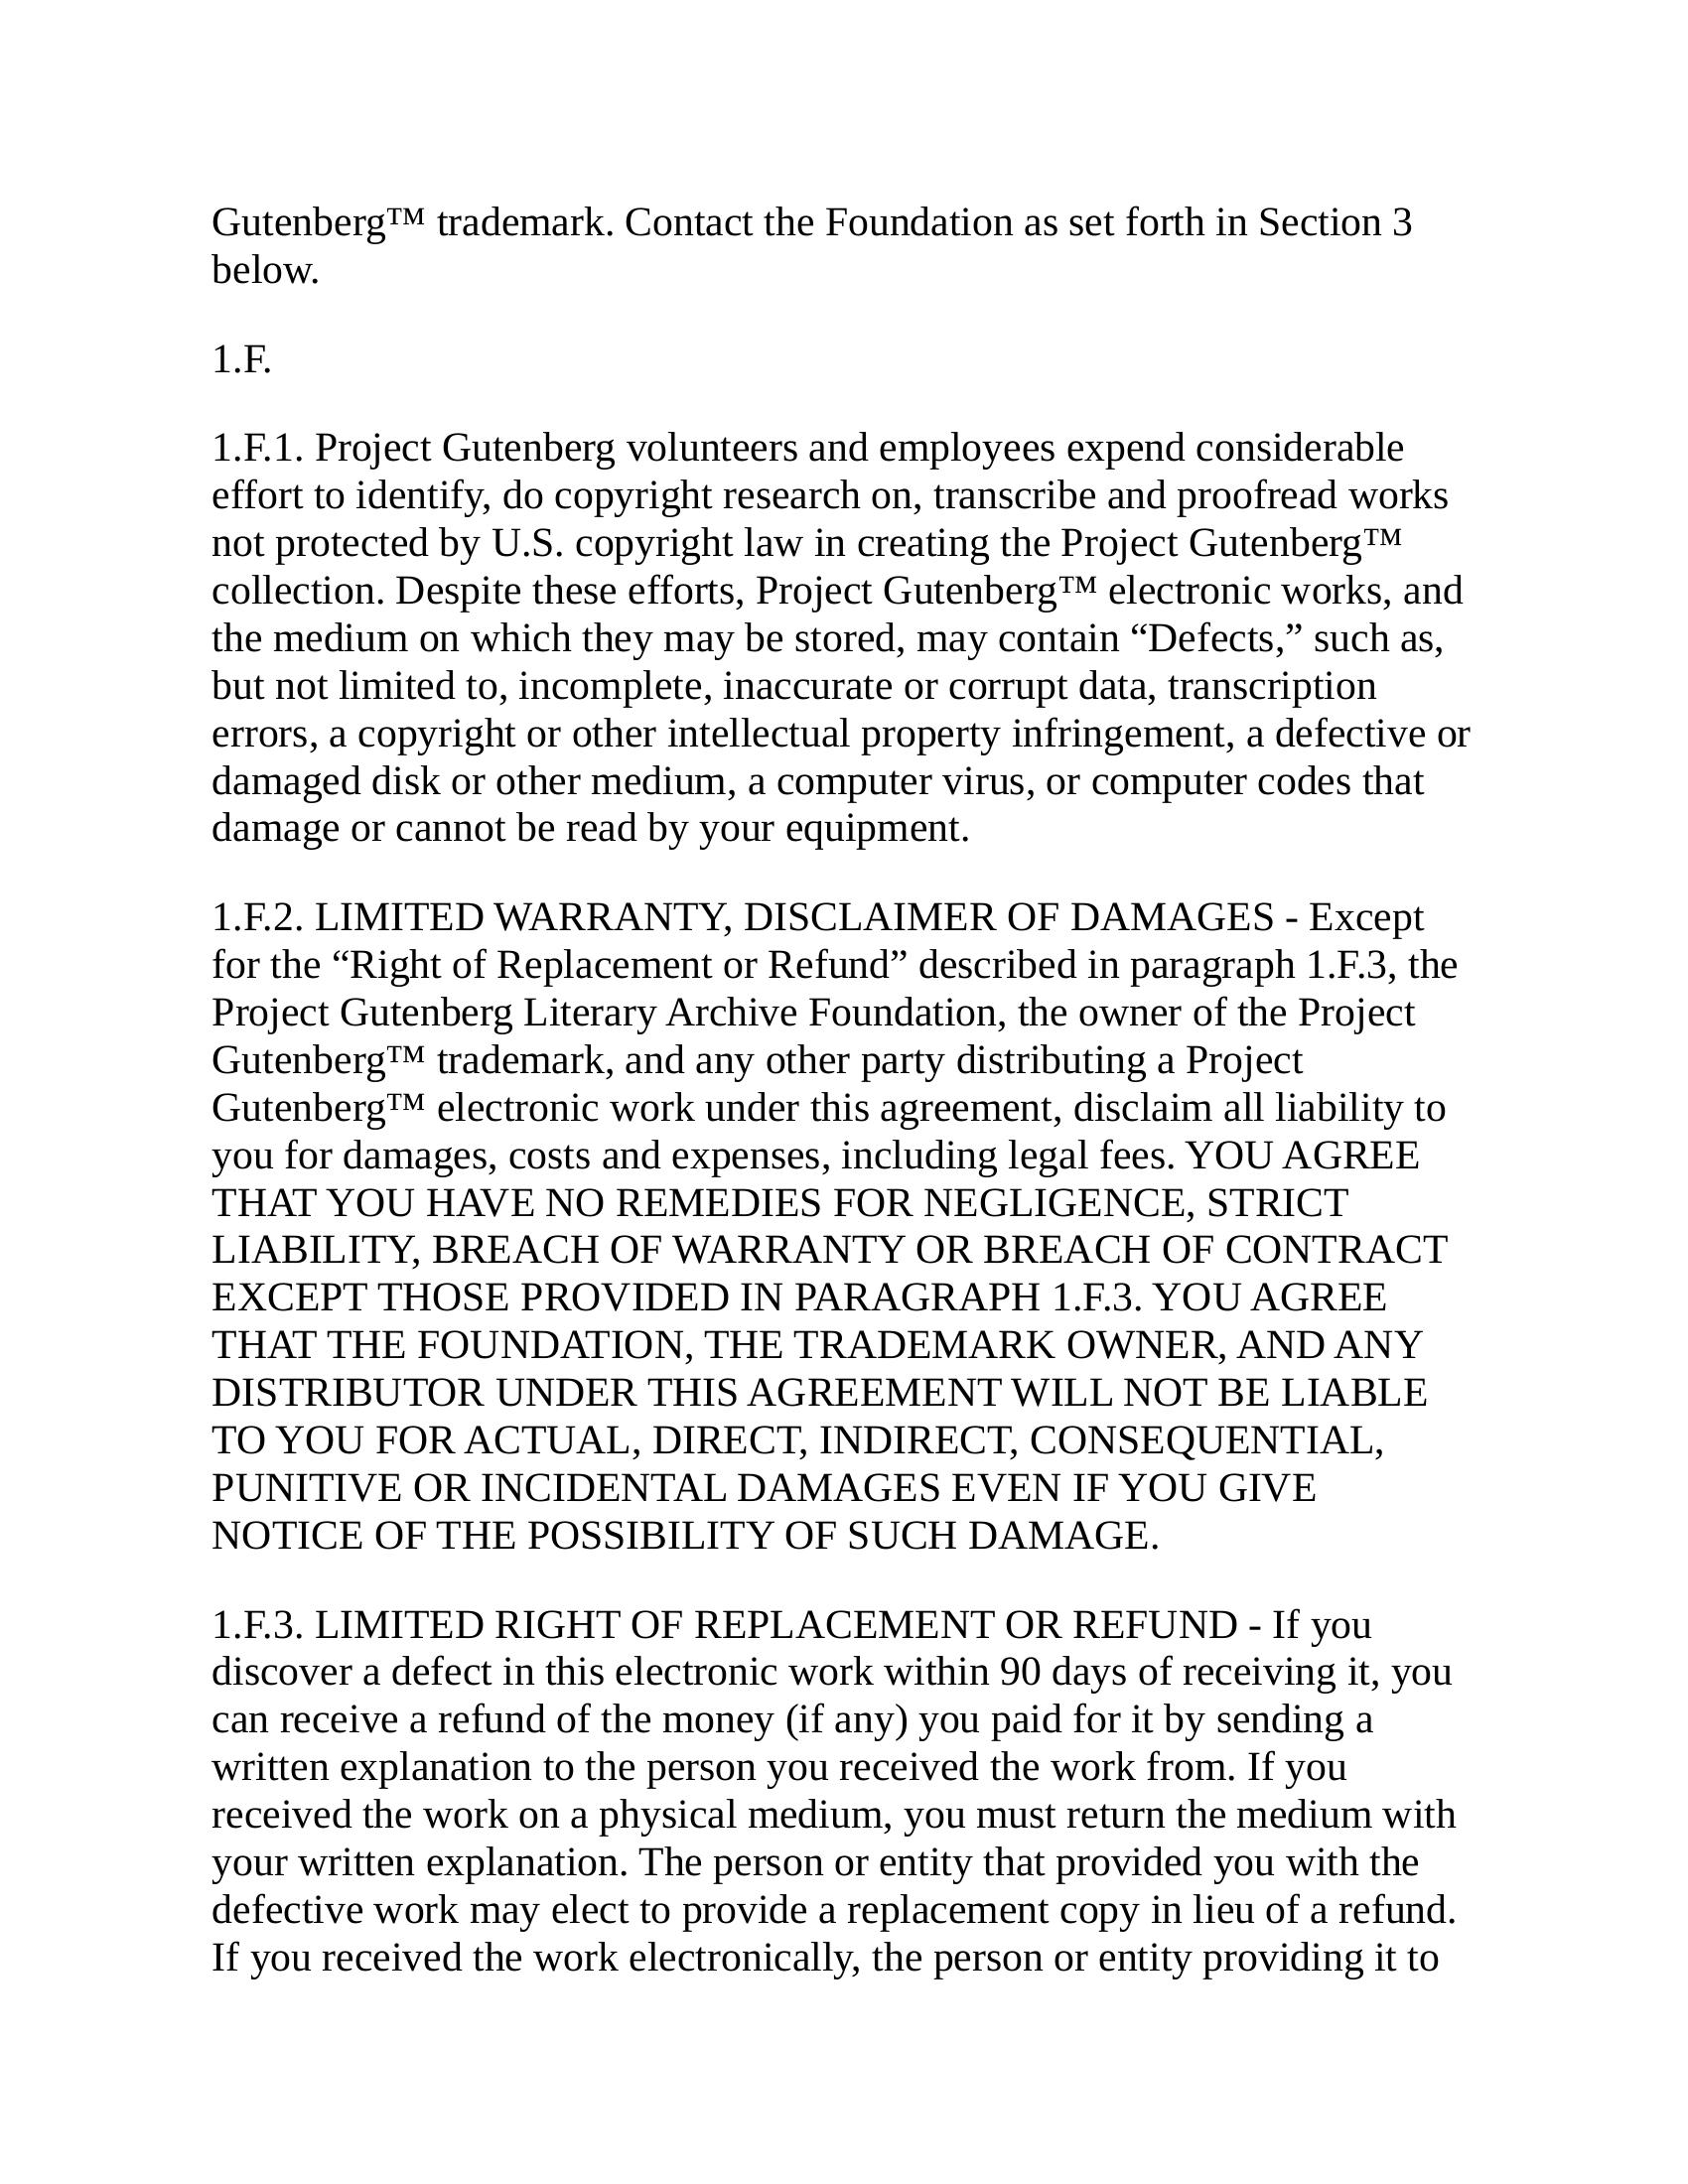 Gutenberg™ trademark. Contact the Foundation as set forth in Section 3
below.
1.F.
1.F.1. Project Gutenberg volunteers and employees expend considerable
effort to identify, do copyright research on, transcribe and proofread works
not protected by U.S. copyright law in creating the Project Gutenberg™
collection. Despite these efforts, Project Gutenberg™ electronic works, and
the medium on which they may be stored, may contain “Defects,” such as,
but not limited to, incomplete, inaccurate or corrupt data, transcription
errors, a copyright or other intellectual property infringement, a defective or
damaged disk or other medium, a computer virus, or computer codes that
damage or cannot be read by your equipment.
1.F.2. LIMITED WARRANTY, DISCLAIMER OF DAMAGES - Except
for the “Right of Replacement or Refund” described in paragraph 1.F.3, the
Project Gutenberg Literary Archive Foundation, the owner of the Project
Gutenberg™ trademark, and any other party distributing a Project
Gutenberg™ electronic work under this agreement, disclaim all liability to
you for damages, costs and expenses, including legal fees. YOU AGREE
THAT YOU HAVE NO REMEDIES FOR NEGLIGENCE, STRICT
LIABILITY, BREACH OF WARRANTY OR BREACH OF CONTRACT
EXCEPT THOSE PROVIDED IN PARAGRAPH 1.F.3. YOU AGREE
THAT THE FOUNDATION, THE TRADEMARK OWNER, AND ANY
DISTRIBUTOR UNDER THIS AGREEMENT WILL NOT BE LIABLE
TO YOU FOR ACTUAL, DIRECT, INDIRECT, CONSEQUENTIAL,
PUNITIVE OR INCIDENTAL DAMAGES EVEN IF YOU GIVE
NOTICE OF THE POSSIBILITY OF SUCH DAMAGE.
1.F.3. LIMITED RIGHT OF REPLACEMENT OR REFUND - If you
discover a defect in this electronic work within 90 days of receiving it, you
can receive a refund of the money (if any) you paid for it by sending a
written explanation to the person you received the work from. If you
received the work on a physical medium, you must return the medium with
your written explanation. The person or entity that provided you with the
defective work may elect to provide a replacement copy in lieu of a refund.
If you received the work electronically, the person or entity providing it to